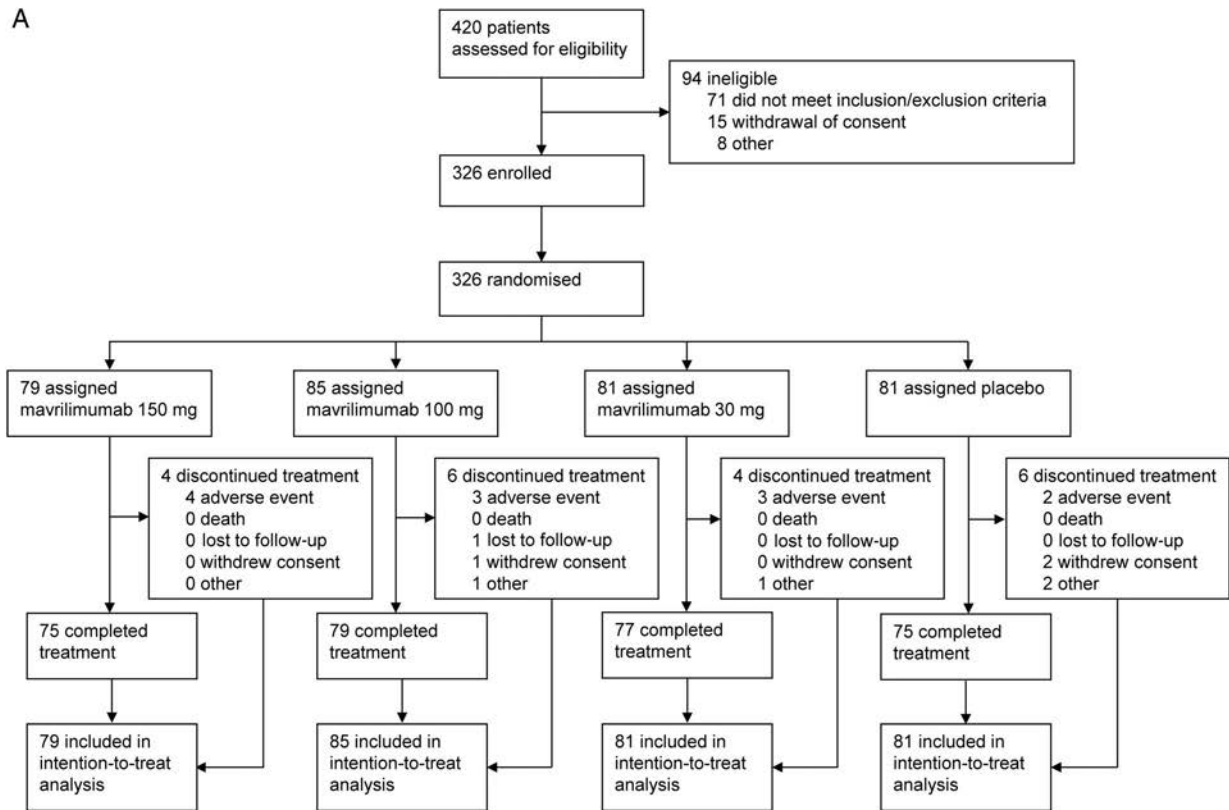 A
420 patients
assessed for eligibility
94 ineligible
71 did not meet inclusion/exclusion criteria
15 withdrawal of consent
8 other
326 enrolled
326 randomised
79 assigned
mavrilimumab 150 mg
85 assigned
mavrilimumab 100 mg
81 assigned
mavrilimumab 30 mg
81 assigned placebo
4 discontinued treatment
4 adverse event
0 death
0 lost to follow-up
0 withdrew consent
0 other
6 discontinued treatment
3 adverse event
0 death
1 lost to follow-up
1 withdrew consent
1 other
4 discontinued treatment
3 adverse event
0 death
0 lost to follow-up
0 withdrew consent
1 other
6 discontinued treatment
2 adverse event
0 death
0 lost to follow-up
2 withdrew consent
2 other
75 completed
treatment
79 completed
treatment
77 completed
treatment
75 completed
treatment
79 included in
intention-to-treat
analysis
85 included in
intention-to-treat
analysis
81 included in
intention-to-treat
analysis
81 included in
intention-to-treat
analysis